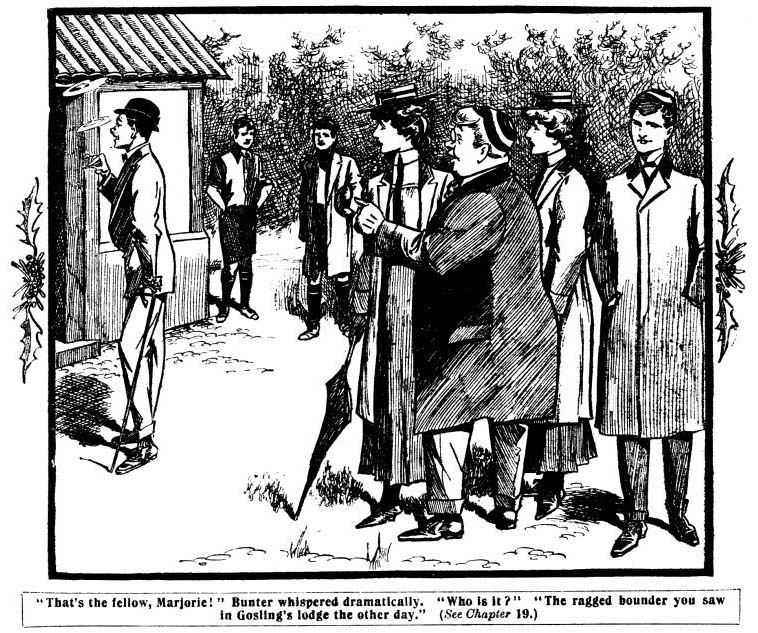 "That's the fellow, Marjorie!" Bunter whispered dramatically. "Who is it?" "The ragged bounder you saw
in Gosling's lodge the other day." (See Chapter 19.)